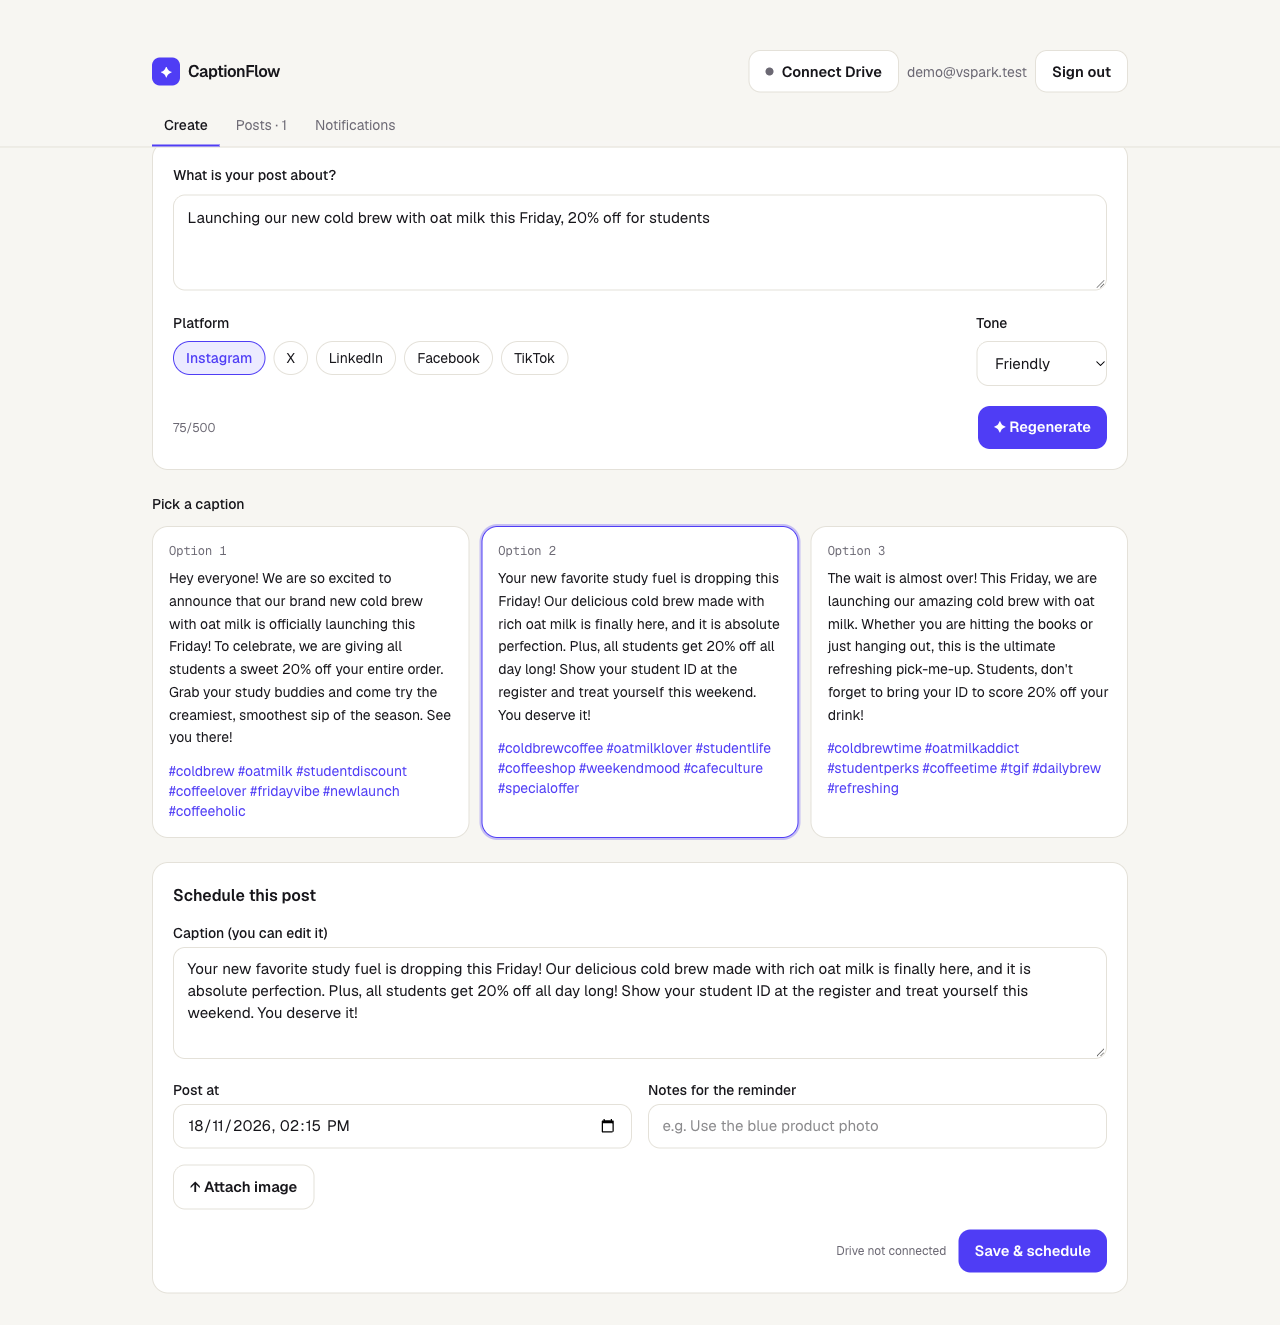 CaptionFlow
Connect Drive
demo@vspark.test
Sign out
Create
Posts · 1
Notifications
What is your post about?
Launching our new cold brew with oat milk this Friday, 20% off for students
Platform
Tone
Instagram
X
LinkedIn
Facebook
TikTok
Friendly
75/500
✦ Regenerate
Pick a caption
Option 1
Hey everyone! We are so excited to
announce that our brand new cold brew
with oat milk is officially launching this
Friday! To celebrate, we are giving all
students a sweet 20% off your entire order.
Grab your study buddies and come try the
creamiest, smoothest sip of the season. See
you there!
#coldbrew #oatmilk #studentdiscount
#coffeelover #fridayvibe #newlaunch
#coffeeholic
Option 2
Your new favorite study fuel is dropping this
Friday! Our delicious cold brew made with
rich oat milk is finally here, and it is absolute
perfection. Plus, all students get 20% off all
day long! Show your student ID at the
register and treat yourself this weekend.
You deserve it!
#coldbrewcoffee #oatmilklover #studentlife
#coffeeshop #weekendmood #cafeculture
#specialoffer
Option 3
The wait is almost over! This Friday, we are
launching our amazing cold brew with oat
milk. Whether you are hitting the books or
just hanging out, this is the ultimate
refreshing pick-me-up. Students, don't
forget to bring your ID to score 20% off your
drink!
#coldbrewtime #oatmilkaddict
#studentperks #coffeetime #tgif #dailybrew
#refreshing
Schedule this post
Caption (you can edit it)
Your new favorite study fuel is dropping this Friday! Our delicious cold brew made with rich oat milk is finally here, and it is
absolute perfection. Plus, all students get 20% off all day long! Show your student ID at the register and treat yourself this
weekend. You deserve it!
Post at
Notes for the reminder
18/11/2026, 02:15 PM
e.g. Use the blue product photo
↑ Attach image
Drive not connected
Save & schedule